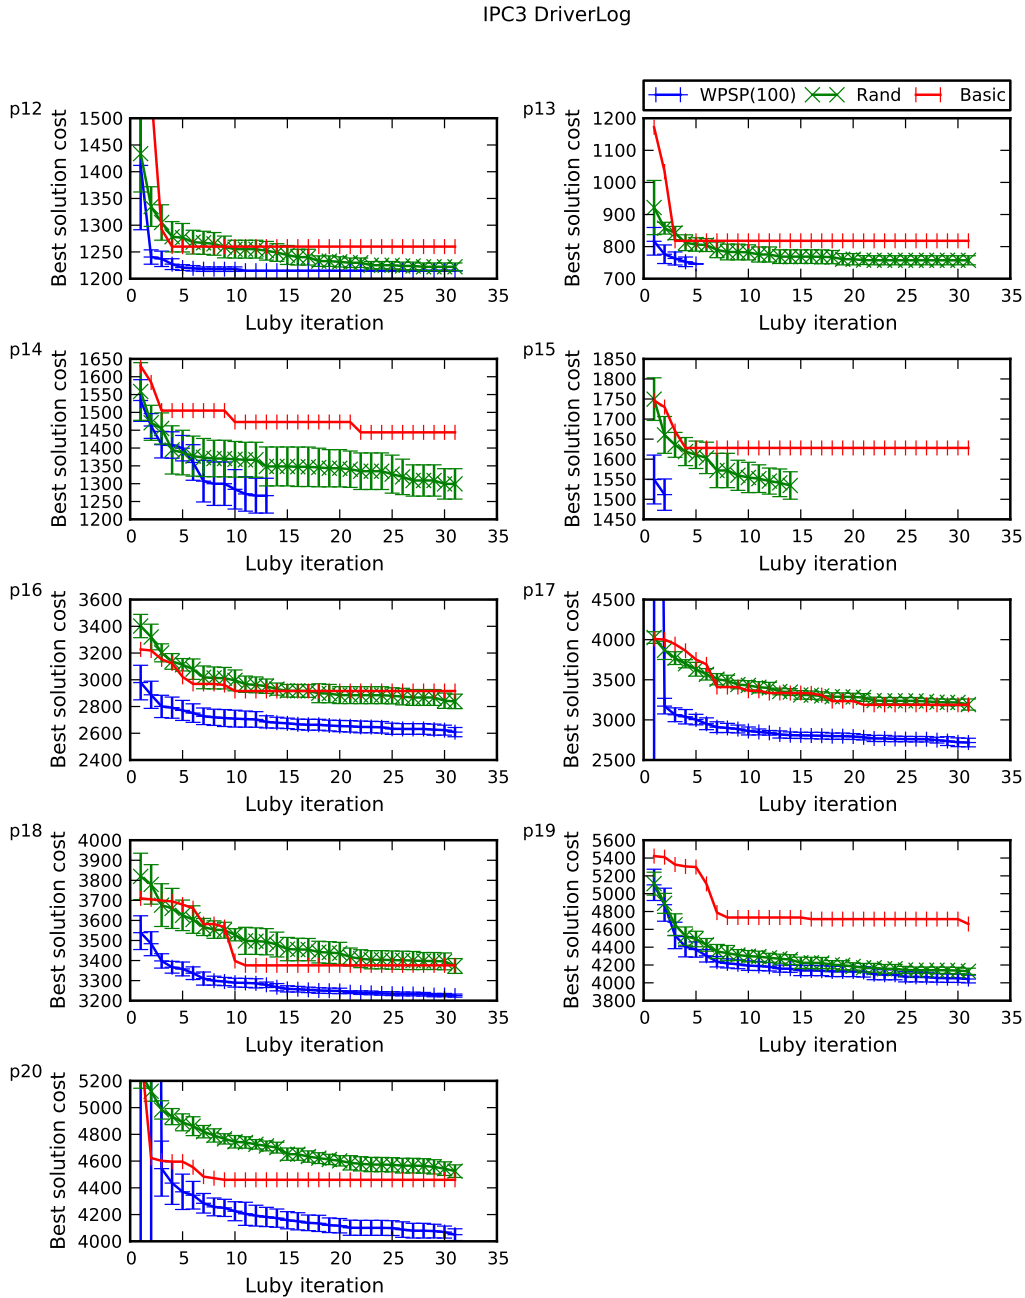 IPC3 DriverLog
WPSP(100) Rand Basic
p12
Best solution cost
1500
1450
1400
1350
1300
1250
1200
0 5 10 15 20 25 30 35
Luby iteration
p13
Best solution cost
1200
1100
1000
900
800
700
0 5 10 15 20 25 30 35
Luby iteration
p14
Best solution cost
1650
1600
1550
1500
1450
1400
1350
1300
1250
1200
0 5 10 15 20 25 30 35
Luby iteration
p15
Best solution cost
1850
1800
1750
1700
1650
1600
1550
1500
1450
0 5 10 15 20 25 30 35
Luby iteration
p16
Best solution cost
3600
3400
3200
3000
2800
2600
2400
0 5 10 15 20 25 30 35
Luby iteration
p17
Best solution cost
4500
4000
3500
3000
2500
0 5 10 15 20 25 30 35
Luby iteration
p18
Best solution cost
4000
3900
3800
3700
3600
3500
3400
3300
3200
0 5 10 15 20 25 30 35
Luby iteration
p19
Best solution cost
5600
5400
5200
5000
4800
4600
4400
4200
4000
3800
0 5 10 15 20 25 30 35
Luby iteration
p20
Best solution cost
5200
5000
4800
4600
4400
4200
4000
0 5 10 15 20 25 30 35
Luby iteration